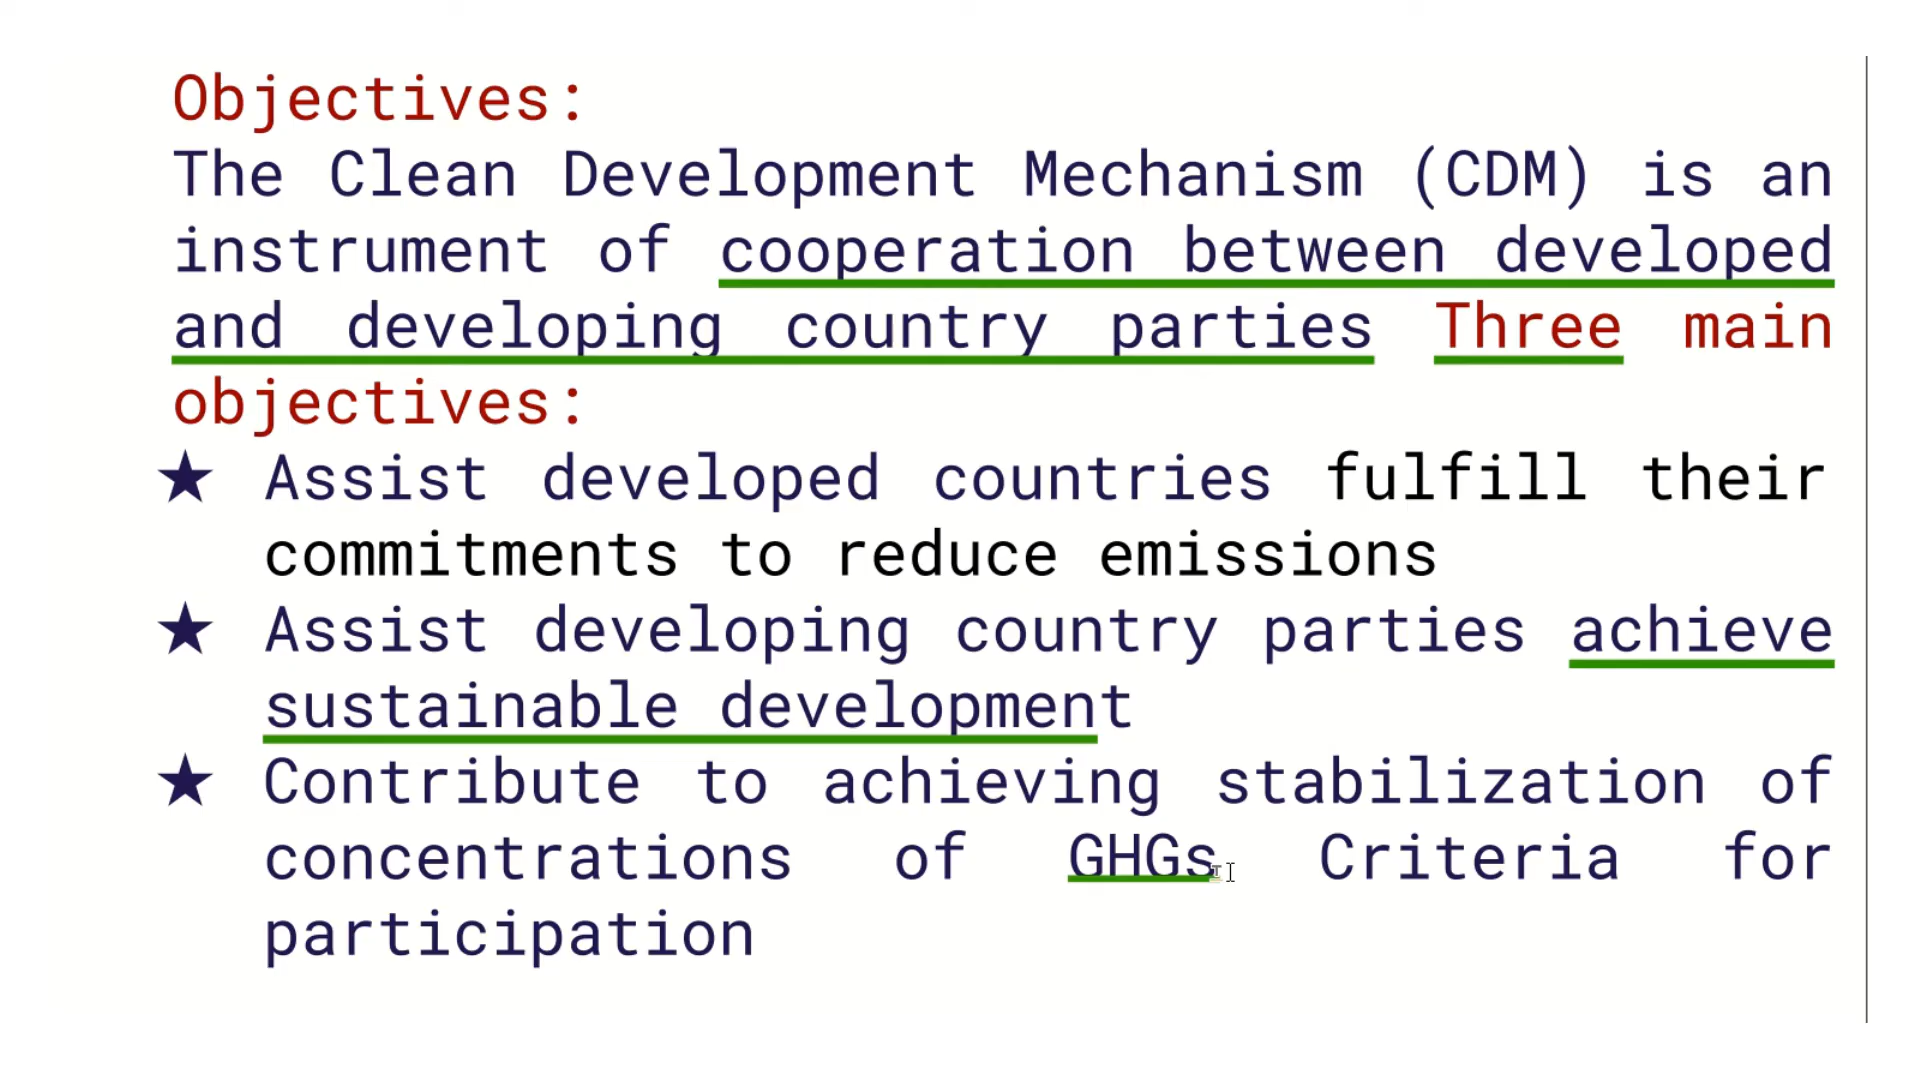 Objectives:
The Clean Development Mechanism (CDM) is an
instrument of cooperation between developed
and developing country parties Three main
objectives:
★ Assist developed countries fulfill their
commitments to reduce emissions
★ Assist developing country parties achieve
sustainable development
★ Contribute to achieving stabilization of
concentrations of GHGs Criteria for
participation